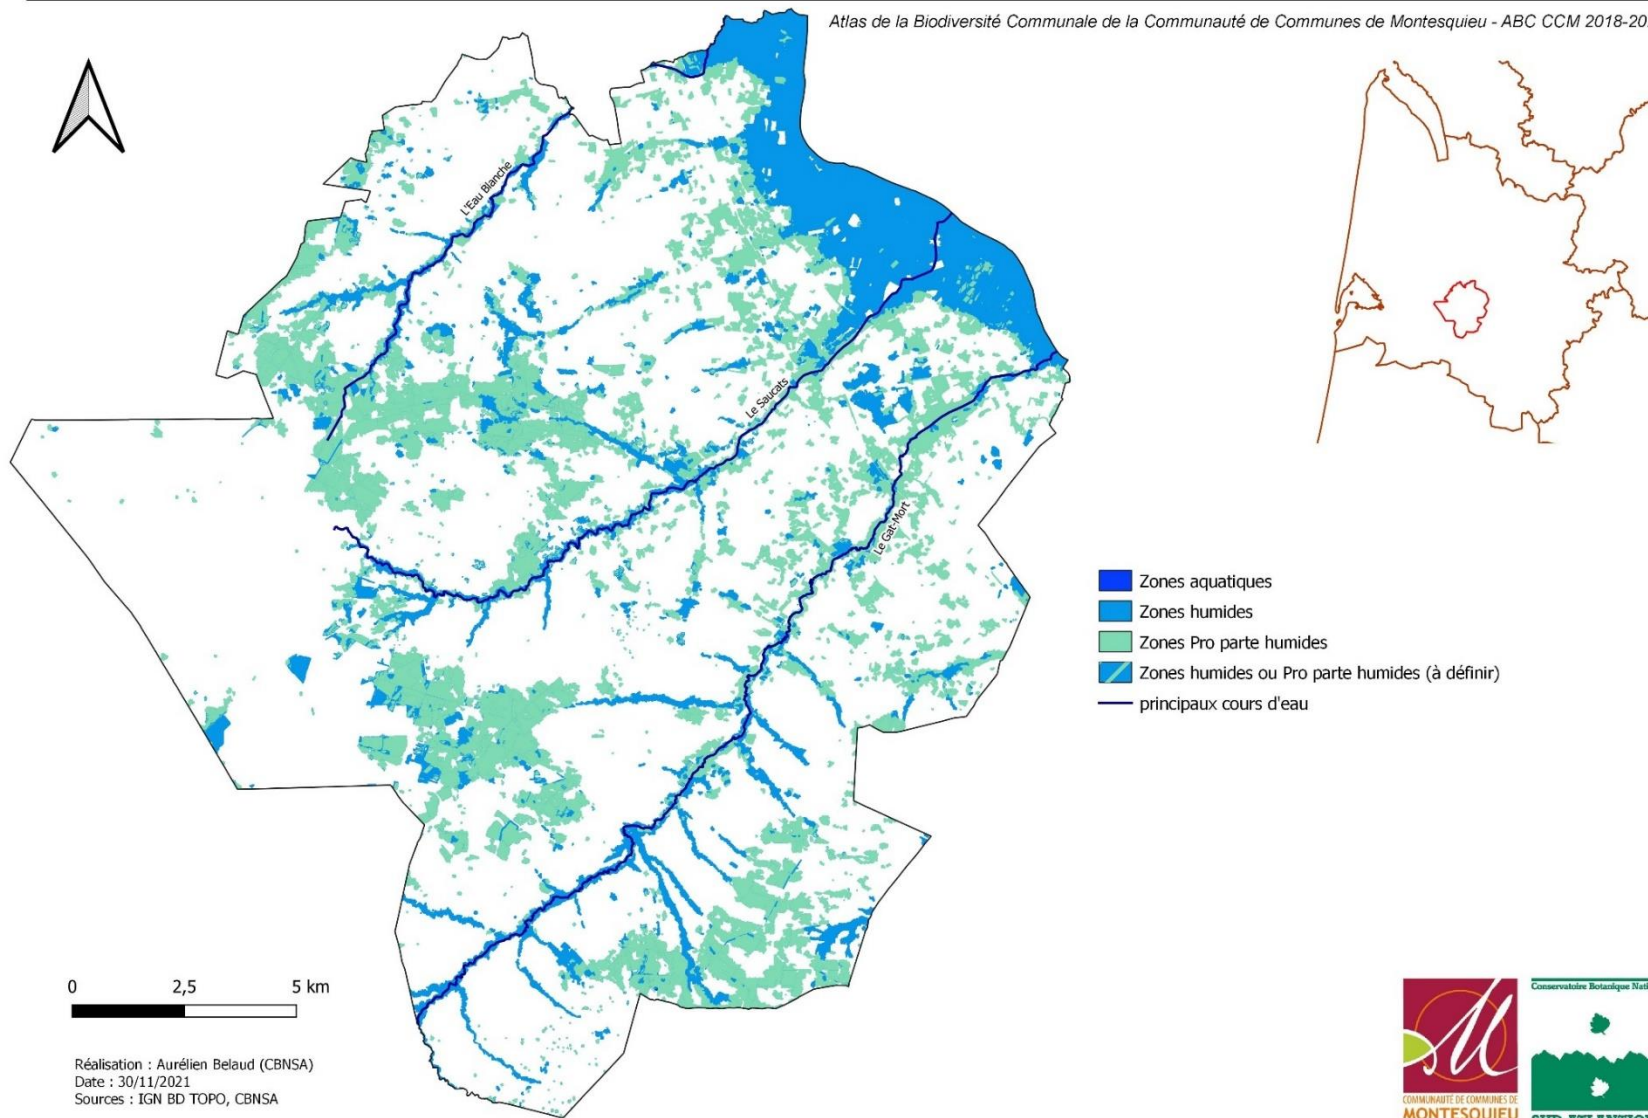 Atlas de la Biodiversité Communale de la Communauté de Communes de Montesquieu - ABC CCM 2018-20
L'Eau Blanche
Le Saucats
Le Gat-Mort
Zones aquatiques
Zones humides
Zones Pro parte humides
Zones humides ou Pro parte humides (à définir)
principaux cours d'eau
0 2,5 5 km
Réalisation : Aurélien Belaud (CBNSA)
Date : 30/11/2021
Sources : IGN BD TOPO, CBNSA
M
COMMUNAUTÉ DE COMMUNES DE
MONTESQUIEU
Conservatoire Botanique Nati